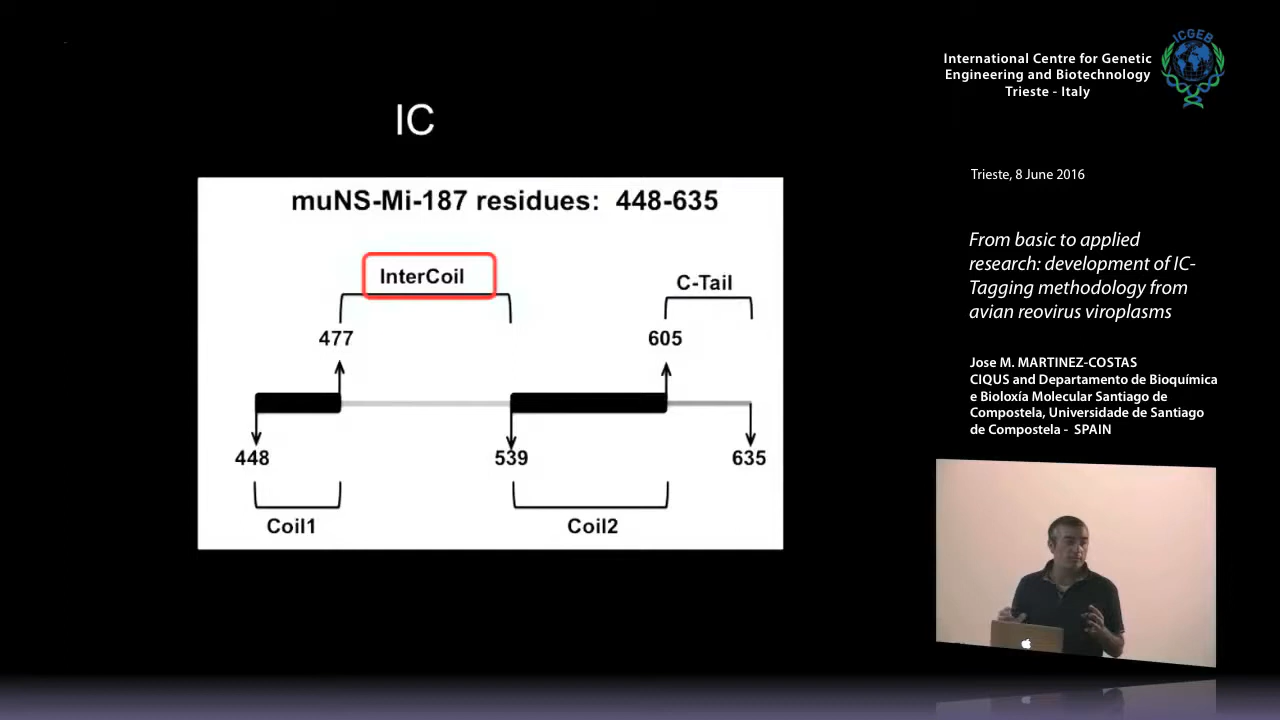 ICGEB
International Centre for Genetic
Engineering and Biotechnology
Trieste - Italy
IC
Trieste, 8 June 2016
muNS-Mi-187 residues: 448-635
InterCoil
C-Tail
477
605
448
539
635
Coil1
Coil2
From basic to applied
research: development of IC-
Tagging methodology from
avian reovirus viroplasms
Jose M. MARTINEZ-COSTAS
CIQUS and Departamento de Bioquímica
e Bioloxía Molecular Santiago de
Compostela, Universidade de Santiago
de Compostela - SPAIN